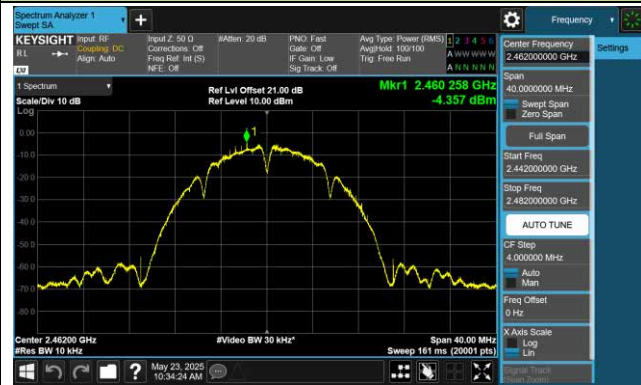 Spectrum Analyzer 1
Swept SA
Frequency
KEYSIGHT
RL
Input: RF
Coupling: DC
Align: Auto
Input Z: 50 Ω
Corrections: Off
Freq Ref: Int (S)
NFE: Off
#Atten: 20 dB
PNO: Fast
Gate: Off
IF Gain: Low
Sig Track: Off
Avg Type: Power (RMS)
Avg|Hold: 100/100
Trig: Free Run
1 2 3 4 5 6
A W W W W W
A N N N N N
Settings
Center Frequency
2.462000000 GHz
Span
40.0000000 MHz
Swept Span
Zero Span
Full Span
Start Freq
2.442000000 GHz
Stop Freq
2.482000000 GHz
AUTO TUNE
CF Step
4.000000 MHz
Auto
Man
Freq Offset
0 Hz
X Axis Scale
Log
Lin
Signal Track
(Span Zoom)
1 Spectrum
Scale/Div 10 dB
Log
Ref Lvl Offset 21.00 dB
Ref Level 10.00 dBm
Mkr1 2.460 258 GHz
-4.357 dBm
1
0.00
-10.0
-20.0
-30.0
-40.0
-50.0
-60.0
-70.0
-80.0
Center 2.46200 GHz
#Res BW 10 kHz
#Video BW 30 kHz*
Span 40.00 MHz
Sweep 161 ms (20001 pts)
May 23, 2025
10:34:24 AM